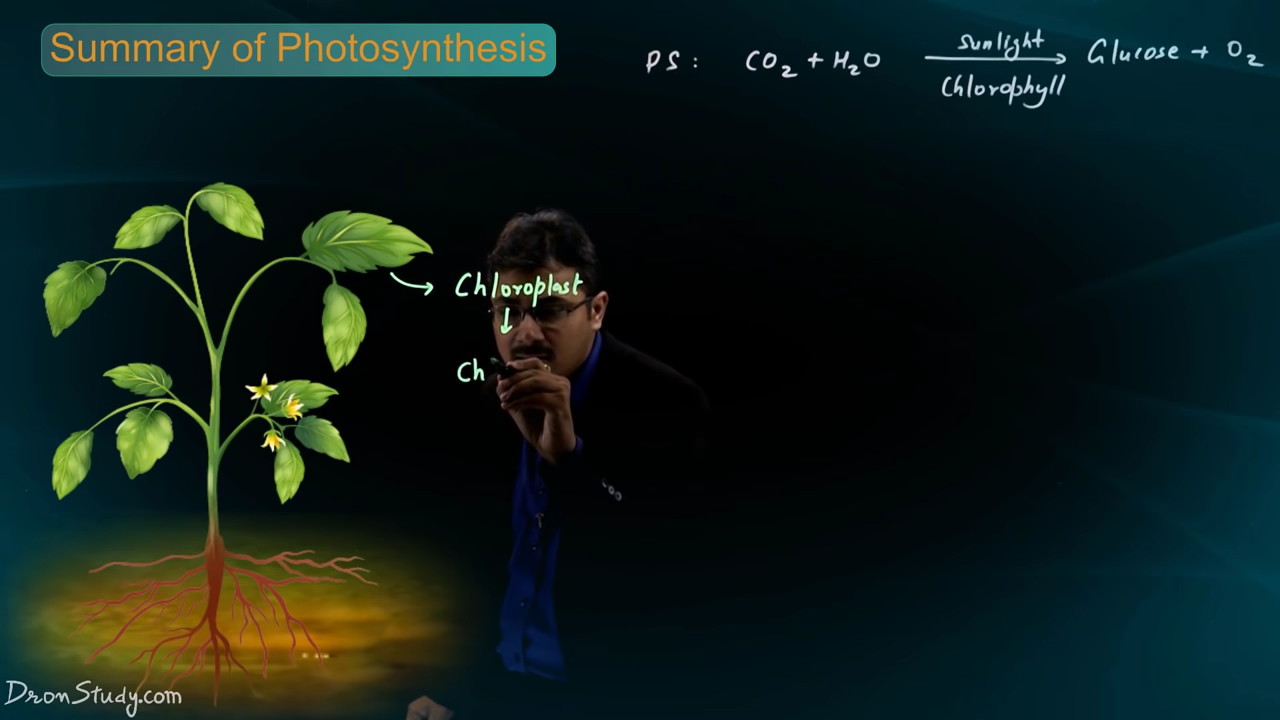 Summary of Photosynthesis
PS : CO₂ + H₂O sunlight → Glucose + O₂
Chlorophyll
→ Chloroplast
↓
Ch
DronStudy.com